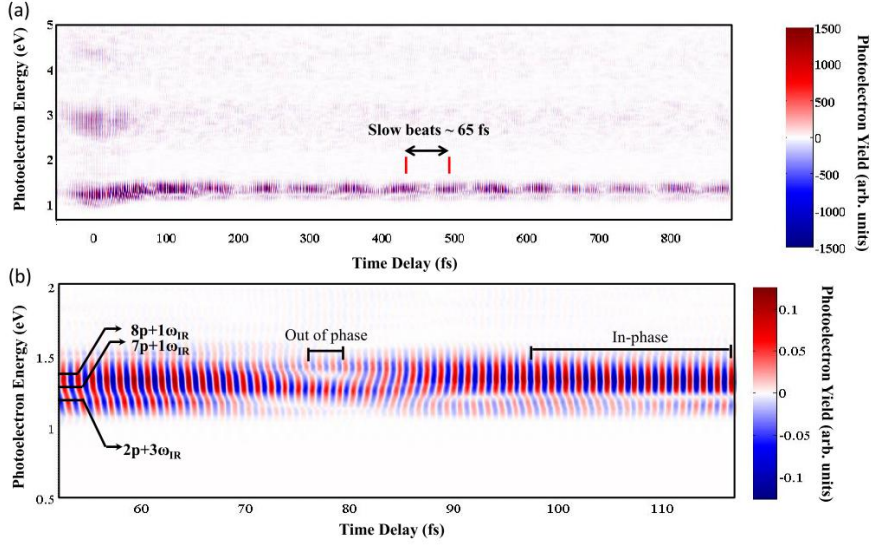 (a)
5
4
3
2
1
Photoelectron Energy (eV)
Slow beats ~ 65 fs
0 100 200 300 400 500 600 700 800
Time Delay (fs)
1500
1000
500
0
-500
-1000
-1500
Photoelectron Yield (arb. units)
(b)
2
1.5
1
0.5
Photoelectron Energy (eV)
8p+1ωIR
7p+1ωIR
2p+3ωIR
Out of phase
In-phase
60 70 80 90 100 110
Time Delay (fs)
0.1
0.05
0
-0.05
-0.1
Photoelectron Yield (arb. units)